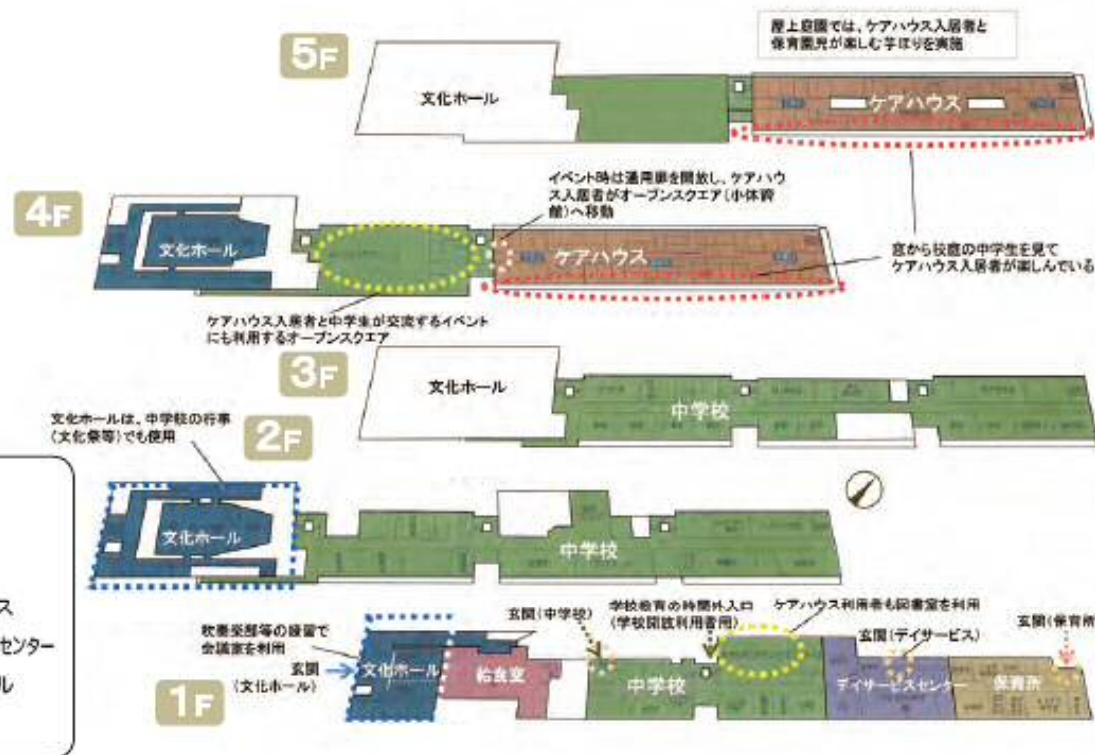 屋上庭園では、ケアハウス入居者と
保育園児が楽しむ芋ほりを実施
5F
文化ホール
ケアハウス
イベント時は通用扉を開放し、ケアハウ
ス入居者がオープンスクエア(小体育
館)へ移動
4F
文化ホール
ケアハウス
窓から校庭の中学生を見て
ケアハウス入居者が楽しんでいる
ケアハウス入居者と中学生が交流するイベント
にも利用するオープンスクエア
3F
文化ホール
中学校
文化ホールは、中学校の行事
(文化祭等)でも使用
2F
文化ホール
中学校
ス
センター
ル
吹奏楽部等の練習で
会議室を利用
玄関
(文化ホール)
玄関(中学校)
学校教育の時間外入口
(学校開放利用者用)
ケアハウス利用者も図書室を利用
玄関(デイサービス)
玄関(保育所
1F
文化ホール
給食室
中学校
デイサービスセンター
保育所